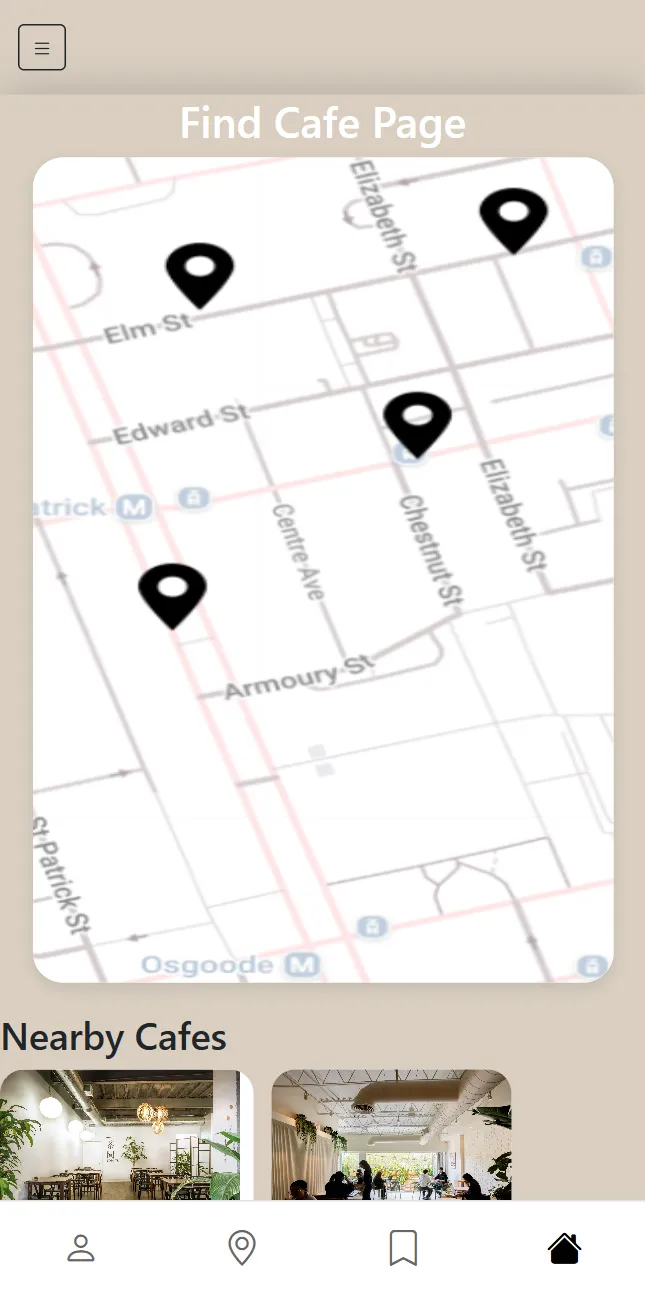 Find Cafe Page
Elizabeth St
Elm St
Edward St
atrick M
Centre Ave
Chestnut St
Elizabeth St
Armoury St
St Patrick St
Osgoode M
Nearby Cafes